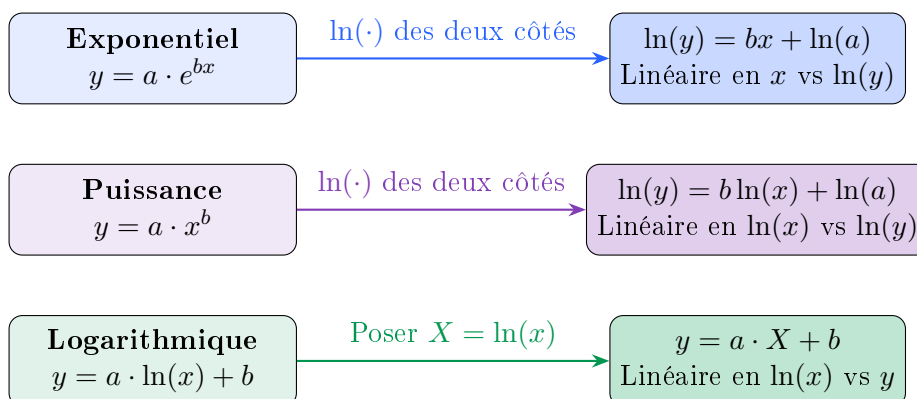 Exponentiel
y = a · e^{bx}
ln(·) des deux côtés
ln(y) = bx + ln(a)
Linéaire en x vs ln(y)
Puissance
y = a · x^b
ln(·) des deux côtés
ln(y) = b ln(x) + ln(a)
Linéaire en ln(x) vs ln(y)
Logarithmique
y = a · ln(x) + b
Poser X = ln(x)
y = a · X + b
Linéaire en ln(x) vs y